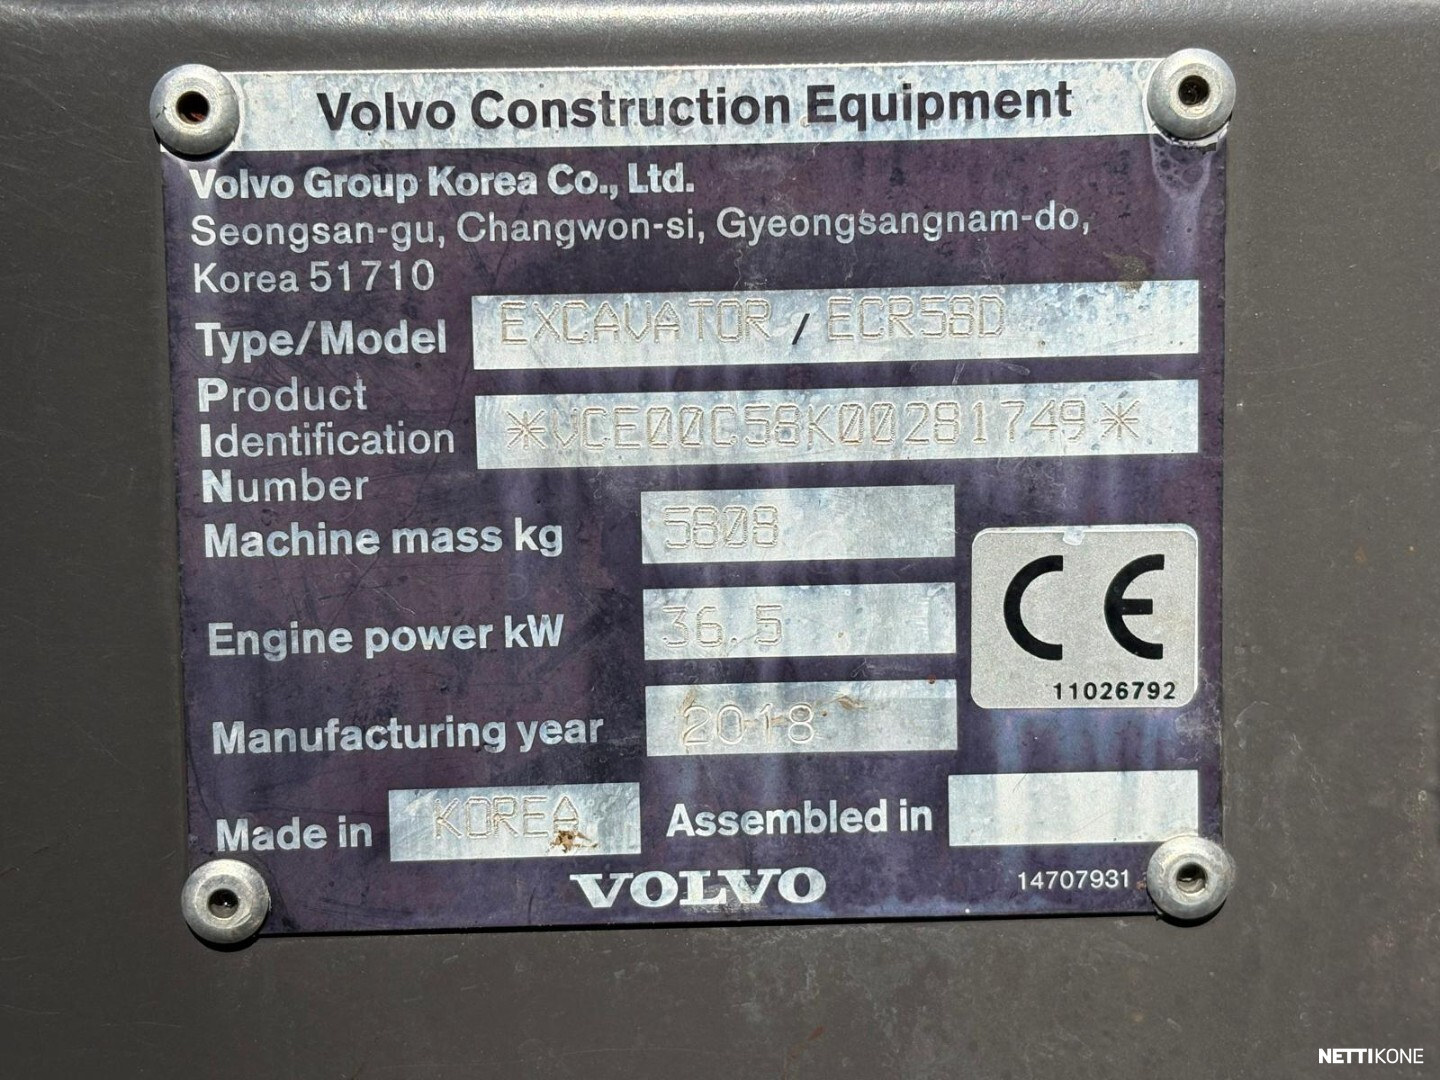 Volvo Construction Equipment
Volvo Group Korea Co., Ltd.
Seongsan-gu, Changwon-si, Gyeongsangnam-do,
Korea 51710
Type/Model EXCAVATOR / ECR58D
Product
Identification *VCE00C58K00281749*
Number
Machine mass kg 5808
Engine power kW 36.5
CE
11026792
Manufacturing year 2018
Made in KOREA Assembled in
VOLVO
14707931
NETTIKONE